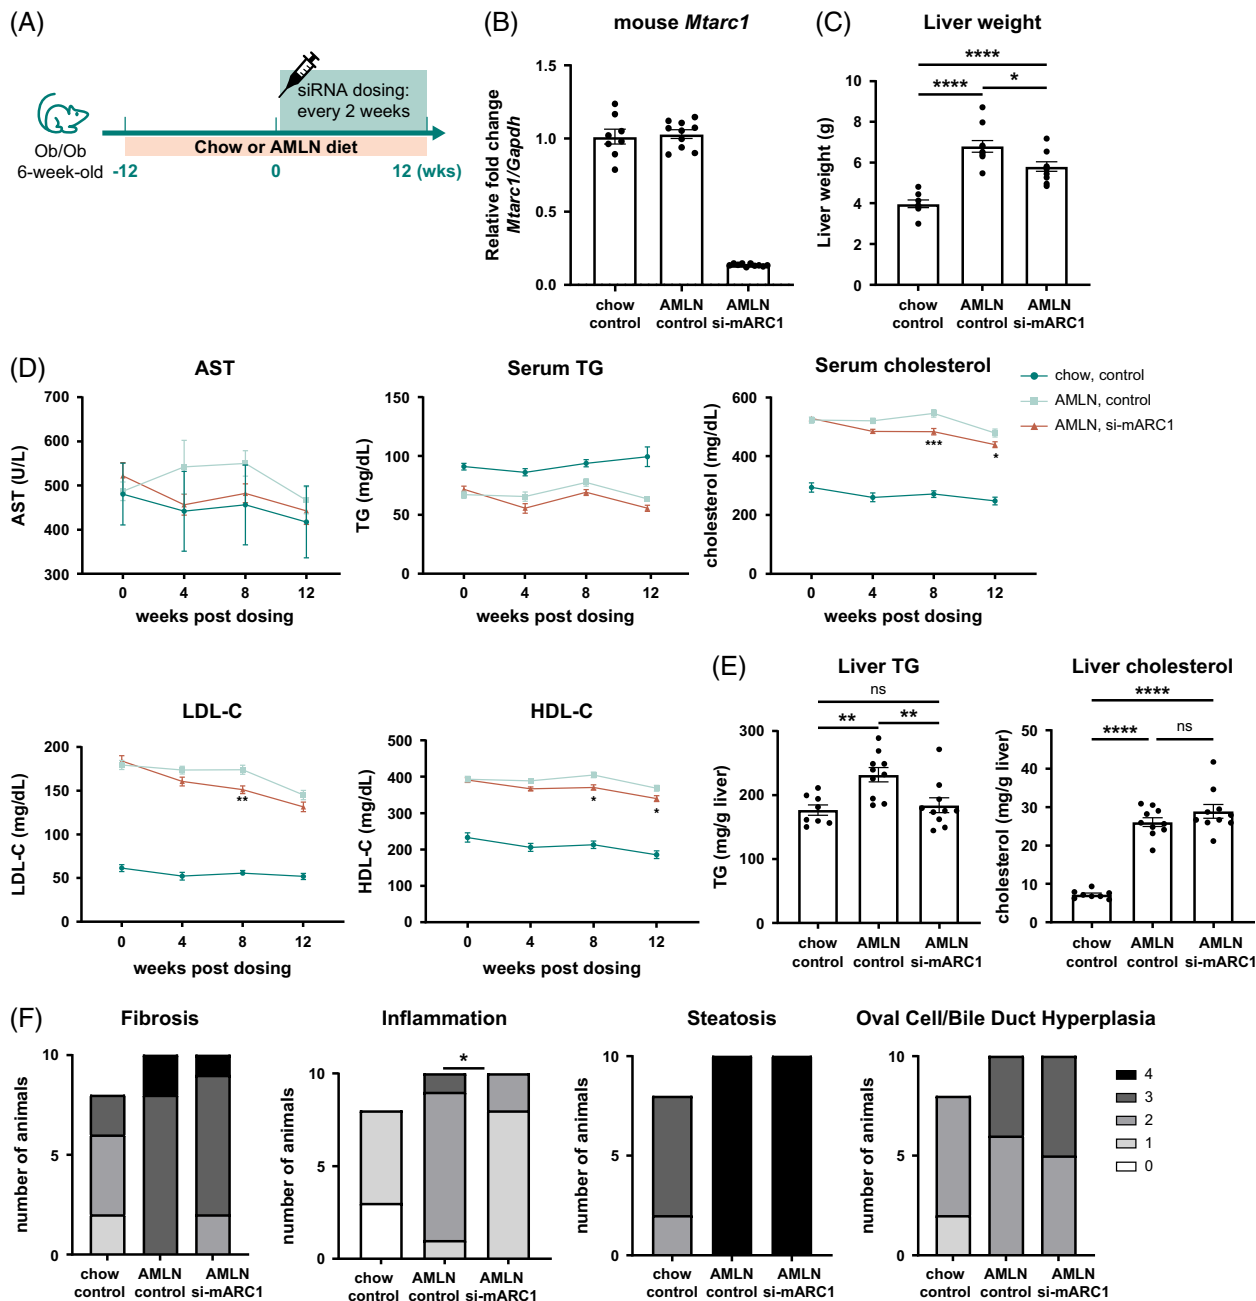 (A)
siRNA dosing:
every 2 weeks
Chow or AMLN diet
Ob/Ob
6-week-old
-12
0
12 (wks)
(B)
mouse Mtarc1
Relative fold change
Mtarc1/Gapdh
1.5
1.0
0.5
0.0
chow
control
AMLN
control
AMLN
si-mARC1
(C)
Liver weight
****
****
*
Liver weight (g)
10
8
6
4
2
0
chow
control
AMLN
control
AMLN
si-mARC1
(D)
AST
AST (U/L)
700
600
500
400
300
0
4
8
12
weeks post dosing
Serum TG
TG (mg/dL)
150
100
50
0
0
4
8
12
weeks post dosing
Serum cholesterol
cholesterol (mg/dL)
600
400
200
0
***
*
0
4
8
12
weeks post dosing
chow, control
AMLN, control
AMLN, si-mARC1
LDL-C
LDL-C (mg/dL)
200
150
100
50
0
**
0
4
8
12
weeks post dosing
HDL-C
HDL-C (mg/dL)
500
400
300
200
100
0
*
*
0
4
8
12
weeks post dosing
(E)
Liver TG
ns
**
**
TG (mg/g liver)
300
200
100
0
chow
control
AMLN
control
AMLN
si-mARC1
Liver cholesterol
****
****
ns
cholesterol (mg/g liver)
50
40
30
20
10
0
chow
control
AMLN
control
AMLN
si-mARC1
(F)
Fibrosis
number of animals
10
5
0
chow
control
AMLN
control
AMLN
si-mARC1
Inflammation
*
number of animals
10
5
0
chow
control
AMLN
control
AMLN
si-mARC1
Steatosis
number of animals
10
5
0
chow
control
AMLN
control
AMLN
si-mARC1
Oval Cell/Bile Duct Hyperplasia
number of animals
10
5
0
chow
control
AMLN
control
AMLN
si-mARC1
4
3
2
1
0